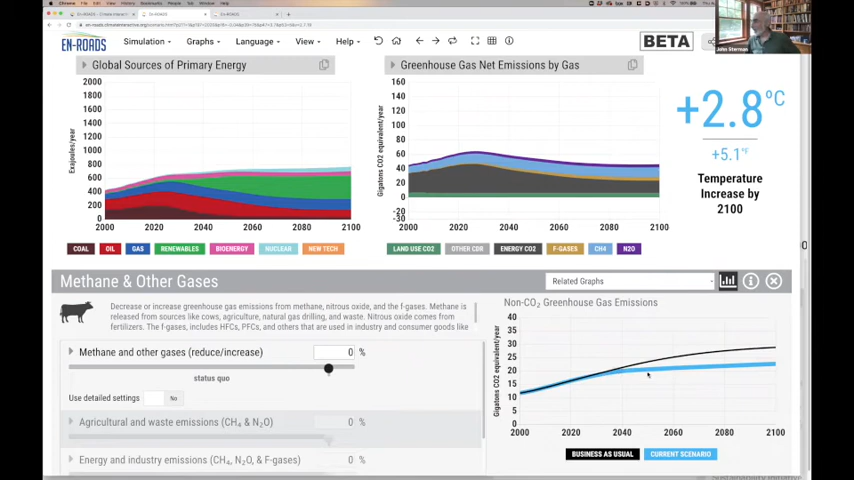 EN-ROADS
Simulation
Graphs:
Language
View
Help
BETA
John Sterman
Global Sources of Primary Energy
Exajoules/year
2000
1800
1600
1400
1200
1000
800
600
400
200
0
2000 2020 2040 2060 2080 2100
COAL OIL GAS RENEWABLES BIOENERGY NUCLEAR NEW TECH
Greenhouse Gas Net Emissions by Gas
Gigatons CO2 equivalent/year
160
140
120
100
80
60
40
20
0
-30
2000 2020 2040 2060 2080 2100
LAND USE CO2 OTHER CDR ENERGY CO2 F-GASES CH4 N2O
+2.8°C
+5.1°F
Temperature
Increase by
2100
Methane & Other Gases
Related Graphs
Decrease or increase greenhouse gas emissions from methane, nitrous oxide, and the f-gases. Methane is
released from sources like cows, agriculture, natural gas drilling, and waste. Nitrous oxide comes from
fertilizers. The f-gases, includes HFCs, PFCs, and others that are used in industry and consumer goods like
Methane and other gases (reduce/increase) 0 %
status quo
Use detailed settings No
Agricultural and waste emissions (CH₄ & N₂O) 0 %
Energy and industry emissions (CH₄, N₂O, & F-gases) 0 %
Non-CO₂ Greenhouse Gas Emissions
Gigatons CO2 equivalent/year
40
35
30
25
20
15
10
5
0
2000 2020 2040 2060 2080 2100
BUSINESS AS USUAL CURRENT SCENARIO